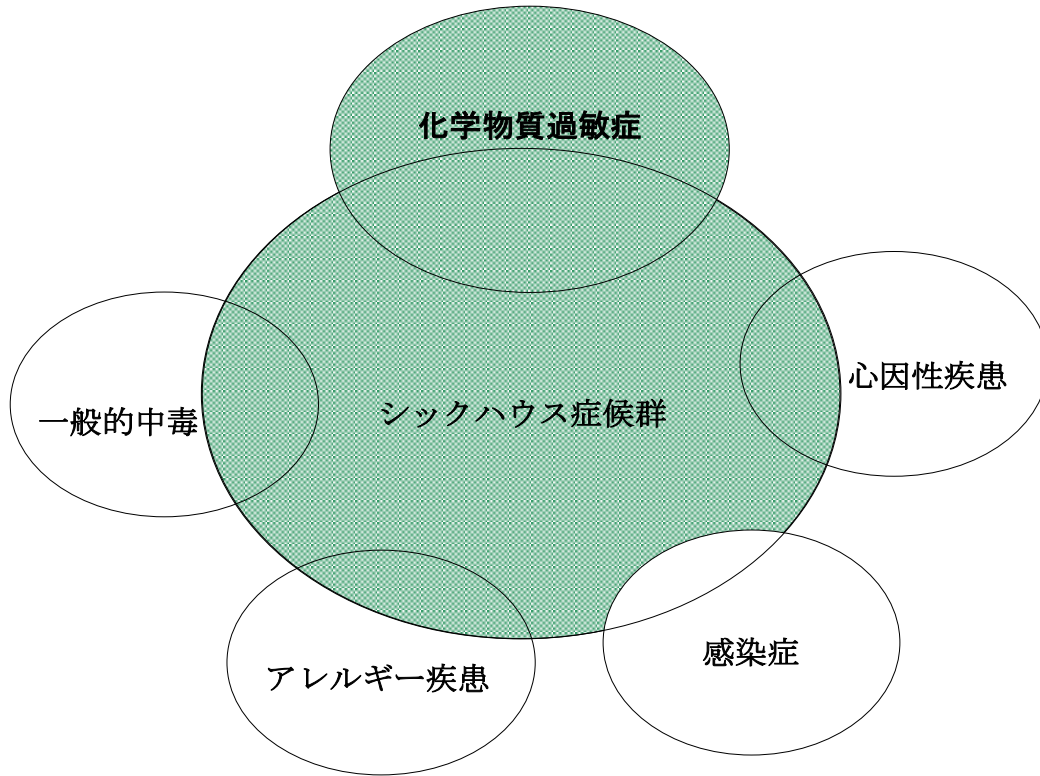 化学物質過敏症
心因性疾患
一般的中毒
シックハウス症候群
アレルギー疾患
感染症